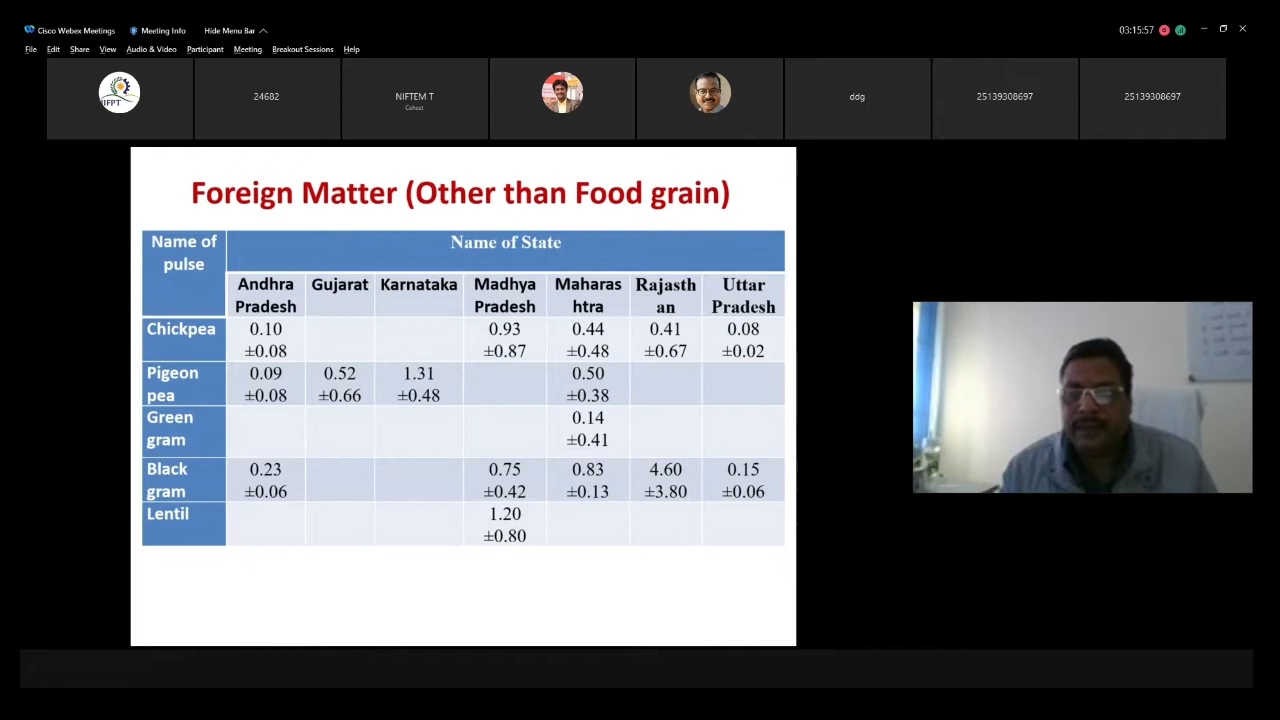 Cisco Webex Meetings Meeting Info Hide Menu Bar 03:15:57
File Edit Share View Audio & Video Participant Meeting Breakout Sessions Help
24682 NIFTEM T ddg 25139308697 25139308697
Cohost
Foreign Matter (Other than Food grain)
Name of Name of State
pulse
Andhra Gujarat Karnataka Madhya Maharas Rajasth Uttar
Pradesh Pradesh htra an Pradesh
Chickpea 0.10 0.93 0.44 0.41 0.08
±0.08 ±0.87 ±0.48 ±0.67 ±0.02
Pigeon 0.09 0.52 1.31 0.50
pea ±0.08 ±0.66 ±0.48 ±0.38
Green 0.14
gram ±0.41
Black 0.23 0.75 0.83 4.60 0.15
gram ±0.06 ±0.42 ±0.13 ±3.80 ±0.06
Lentil 1.20
±0.80